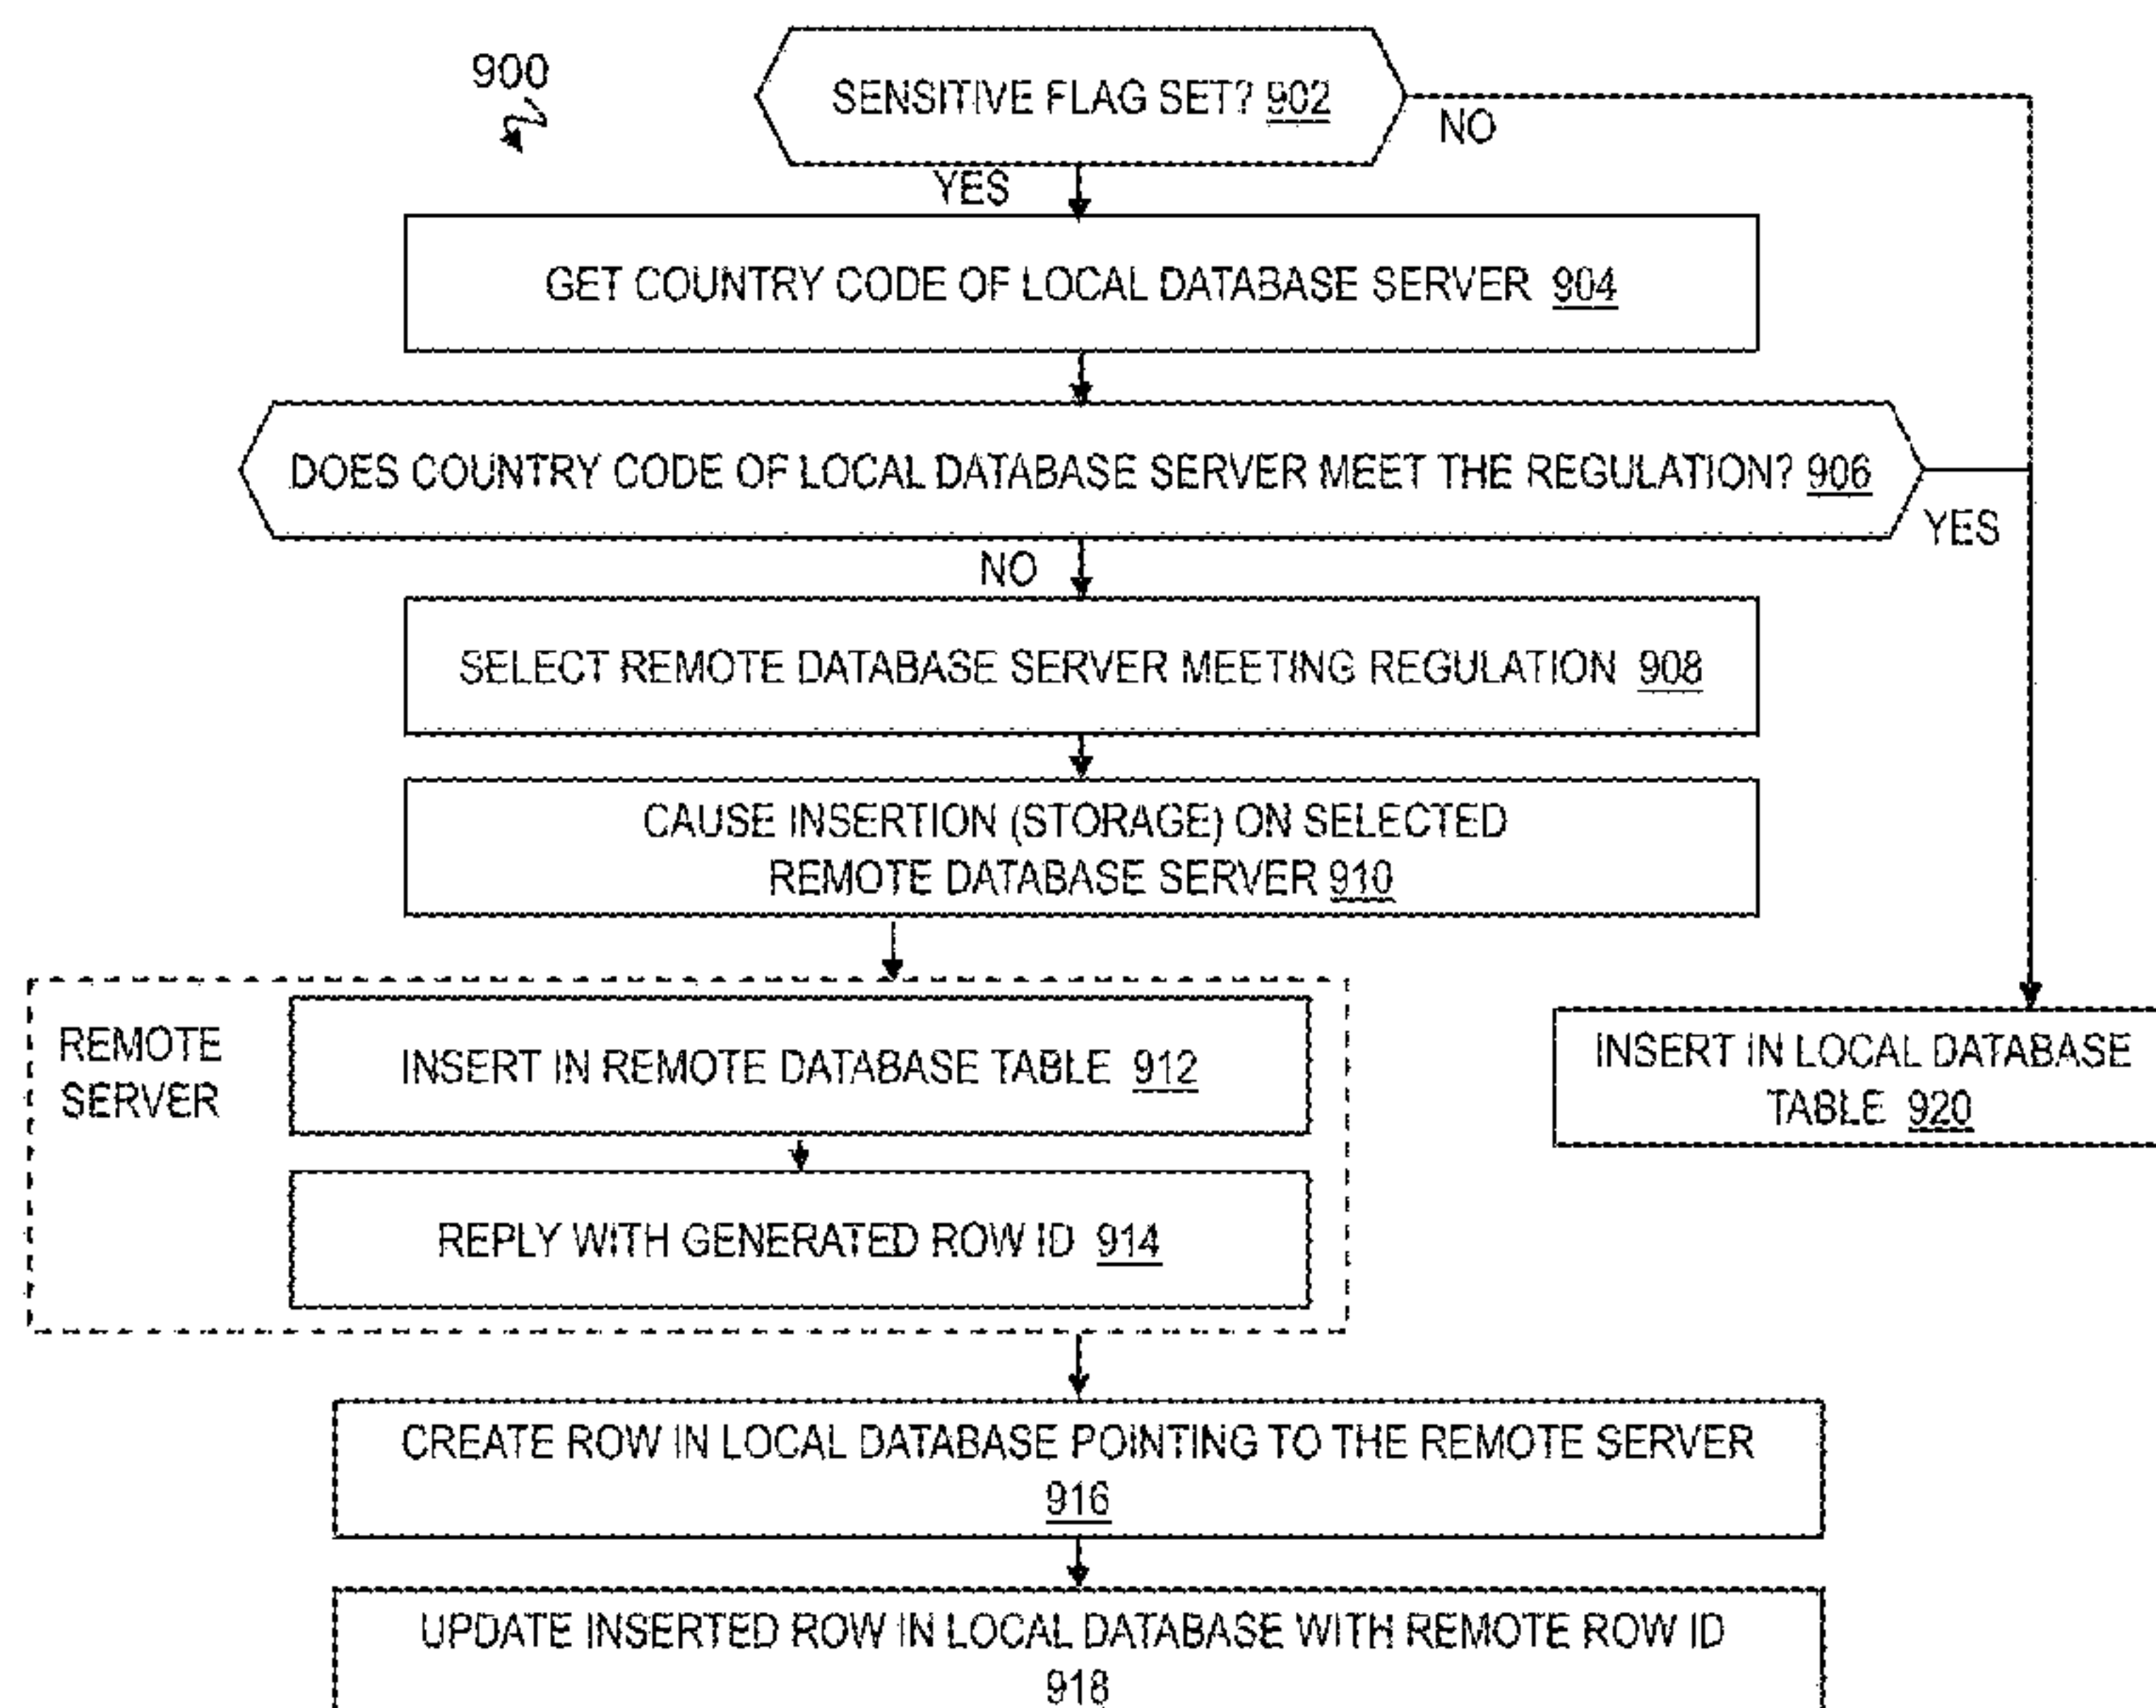 900
SENSITIVE FLAG SET? 902
NO
YES
GET COUNTRY CODE OF LOCAL DATABASE SERVER 904
DOES COUNTRY CODE OF LOCAL DATABASE SERVER MEET THE REGULATION? 906
YES
NO
SELECT REMOTE DATABASE SERVER MEETING REGULATION 908
CAUSE INSERTION (STORAGE) ON SELECTED
REMOTE DATABASE SERVER 910
REMOTE
SERVER
INSERT IN REMOTE DATABASE TABLE 912
INSERT IN LOCAL DATABASE
TABLE 920
REPLY WITH GENERATED ROW ID 914
CREATE ROW IN LOCAL DATABASE POINTING TO THE REMOTE SERVER
916
UPDATE INSERTED ROW IN LOCAL DATABASE WITH REMOTE ROW ID
918